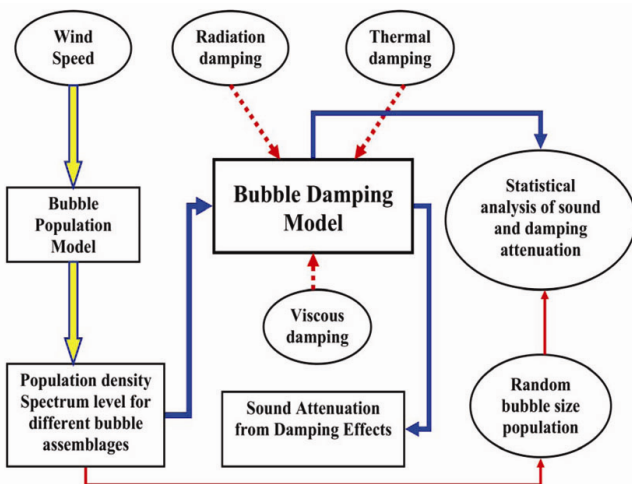 Wind
Speed
Radiation
damping
Thermal
damping
Bubble
Population
Model
Bubble Damping
Model
Statistical
analysis of sound
and damping
attenuation
Viscous
damping
Population density
Spectrum level for
different bubble
assemblages
Sound Attenuation
from Damping Effects
Random
bubble size
population